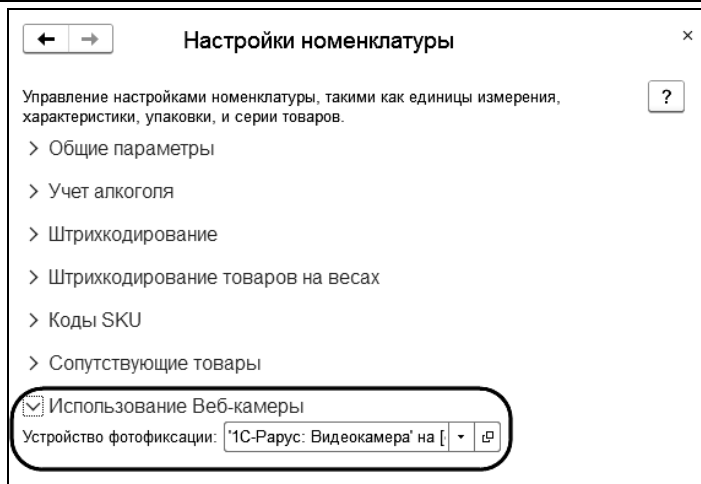 Настройки номенклатуры
Управление настройками номенклатуры, такими как единицы измерения,
характеристики, упаковки, и серии товаров.
?
Общие параметры
Учет алкоголя
Штрихкодирование
Штрихкодирование товаров на весах
Коды SKU
Сопутствующие товары
Использование Веб-камеры
Устройство фотофиксации: '1С-Рарус: Видеокамера' на [